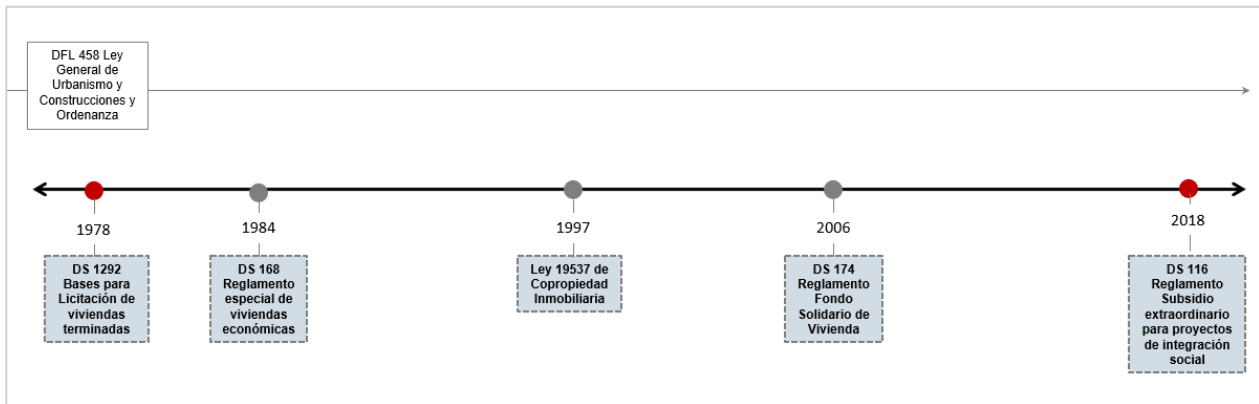 DFL 458 Ley
General de
Urbanismo y
Construcciones y
Ordenanza
1978
1984
1997
2006
2018
DS 1292
Bases para
Licitación de
viviendas
terminadas
DS 168
Reglamento
especial de
viviendas
económicas
Ley 19537 de
Copropiedad
Inmobiliaria
DS 174
Reglamento
Fondo
Solidario de
Vivienda
DS 116
Reglamento
Subsidio
extraordinario
para proyectos
de integración
social